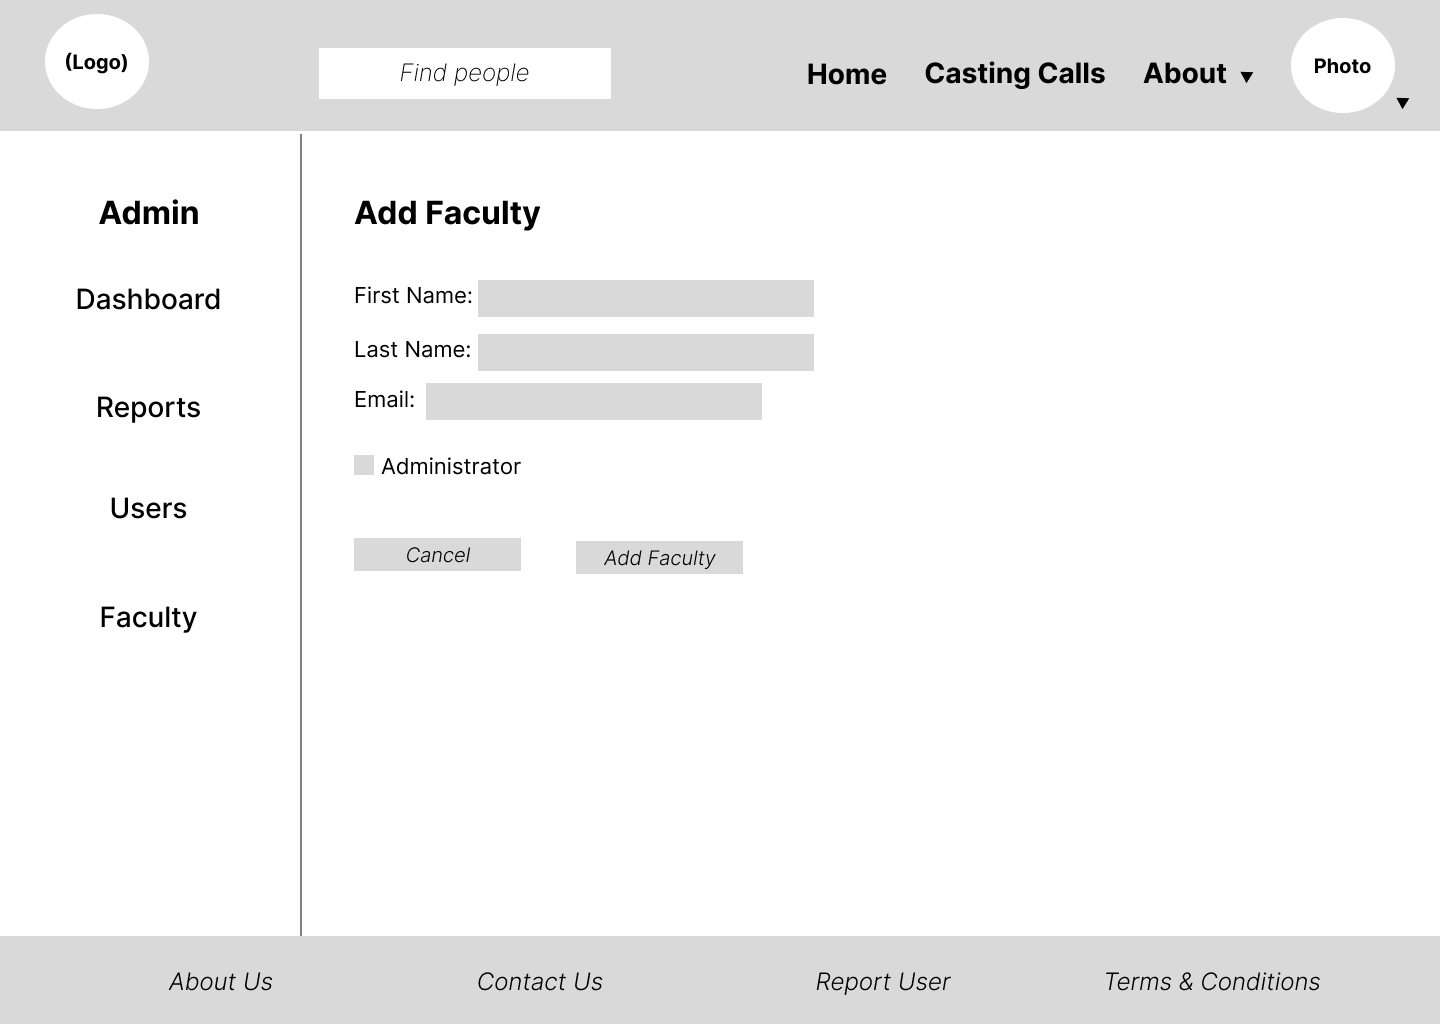 (Logo)
Find people
Home
Casting Calls
About ▼
Photo
▼
Admin
Dashboard
Reports
Users
Faculty
Add Faculty
First Name:
Last Name:
Email:
Administrator
Cancel
Add Faculty
About Us
Contact Us
Report User
Terms & Conditions